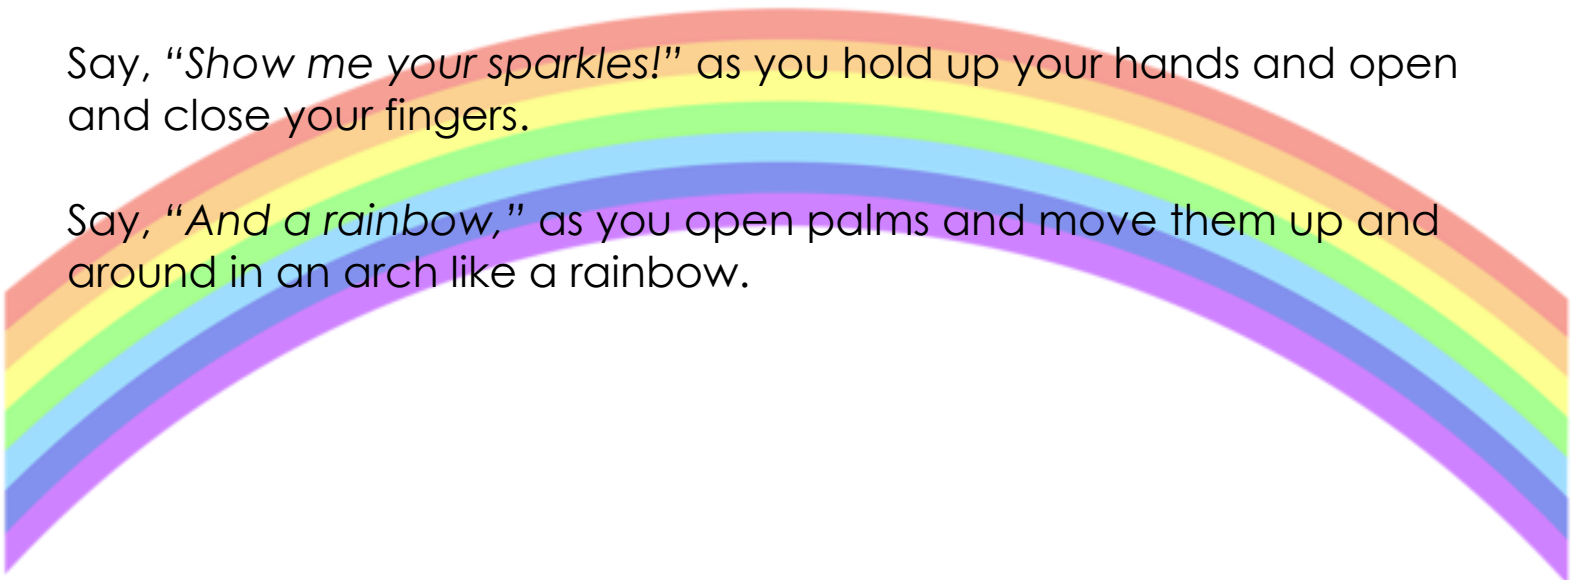 Say, “Show me your sparkles!” as you hold up your hands and open
and close your fingers.
Say, “And a rainbow,” as you open palms and move them up and
around in an arch like a rainbow.